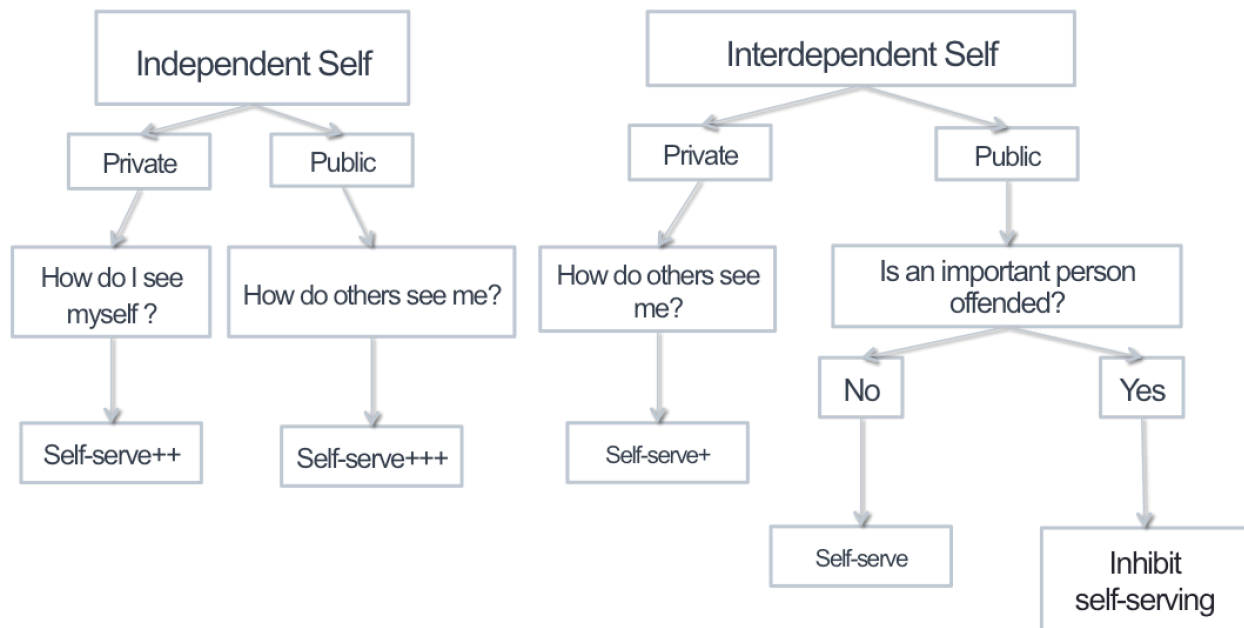 Independent Self
Private
Public
How do I see
myself ?
How do others see me?
Self-serve++
Self-serve+++
Interdependent Self
Private
Public
How do others see
me?
Is an important person
offended?
No
Yes
Self-serve+
Self-serve
Inhibit
self-serving